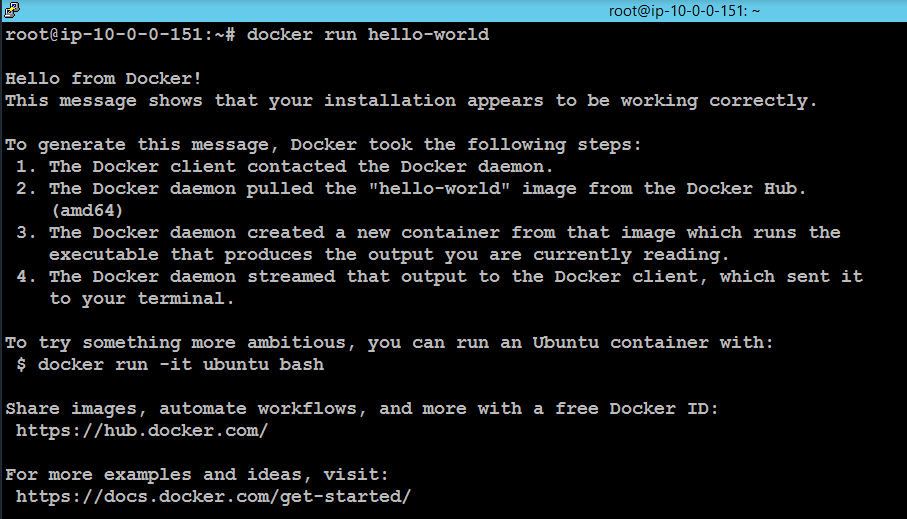 root@ip-10-0-0-151: ~
root@ip-10-0-0-151:~# docker run hello-world
Hello from Docker!
This message shows that your installation appears to be working correctly.
To generate this message, Docker took the following steps:
1. The Docker client contacted the Docker daemon.
2. The Docker daemon pulled the "hello-world" image from the Docker Hub.
(amd64)
3. The Docker daemon created a new container from that image which runs the
executable that produces the output you are currently reading.
4. The Docker daemon streamed that output to the Docker client, which sent it
to your terminal.
To try something more ambitious, you can run an Ubuntu container with:
$ docker run -it ubuntu bash
Share images, automate workflows, and more with a free Docker ID:
https://hub.docker.com/
For more examples and ideas, visit:
https://docs.docker.com/get-started/